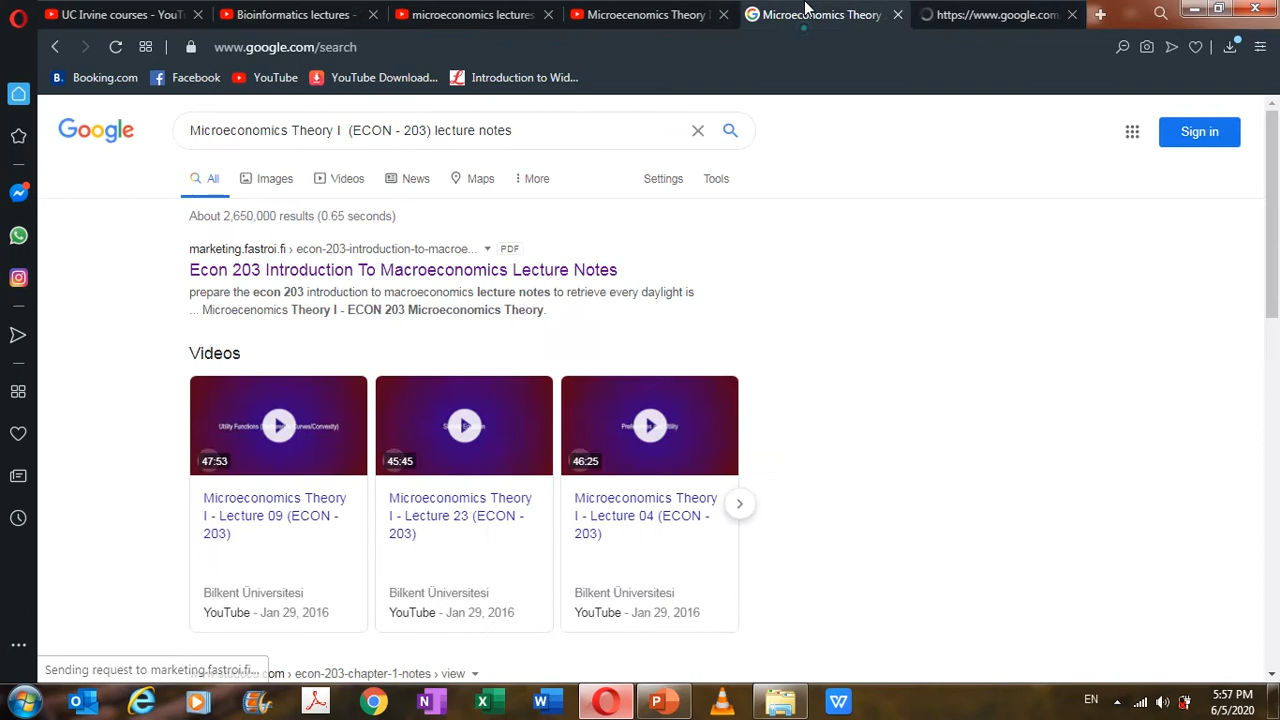 UC Irvine courses - YouT
Bioinformatics lectures -
microeconomics lectures
Microecenomics Theory I
Microeconomics Theory
https://www.google.com
www.google.com/search
B. Booking.com
Facebook
YouTube
YouTube Download...
Introduction to Wid...
Google
Microeconomics Theory I (ECON - 203) lecture notes
Sign in
All
Images
Videos
News
Maps
More
Settings
Tools
About 2,650,000 results (0.65 seconds)
marketing.fastroi.fi › econ-203-introduction-to-macroe... PDF
Econ 203 Introduction To Macroeconomics Lecture Notes
prepare the econ 203 introduction to macroeconomics lecture notes to retrieve every daylight is
... Microecenomics Theory I - ECON 203 Microeconomics Theory.
Videos
47:53
45:45
46:25
Microeconomics Theory
I - Lecture 09 (ECON -
203)
Bilkent Üniversitesi
YouTube - Jan 29, 2016
Microeconomics Theory
I - Lecture 23 (ECON -
203)
Bilkent Üniversitesi
YouTube - Jan 29, 2016
Microeconomics Theory
I - Lecture 04 (ECON -
203)
Bilkent Üniversitesi
YouTube - Jan 29, 2016
Sending request to marketing.fastroi.fi...
› econ-203-chapter-1-notes › view
EN
5:57 PM
6/5/2020